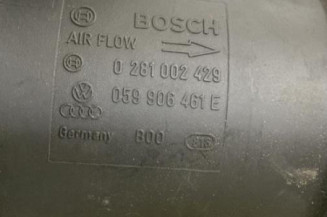 BOSCH
AIR FLOW
0 281 002 429
059 906 461 E
Germany 800